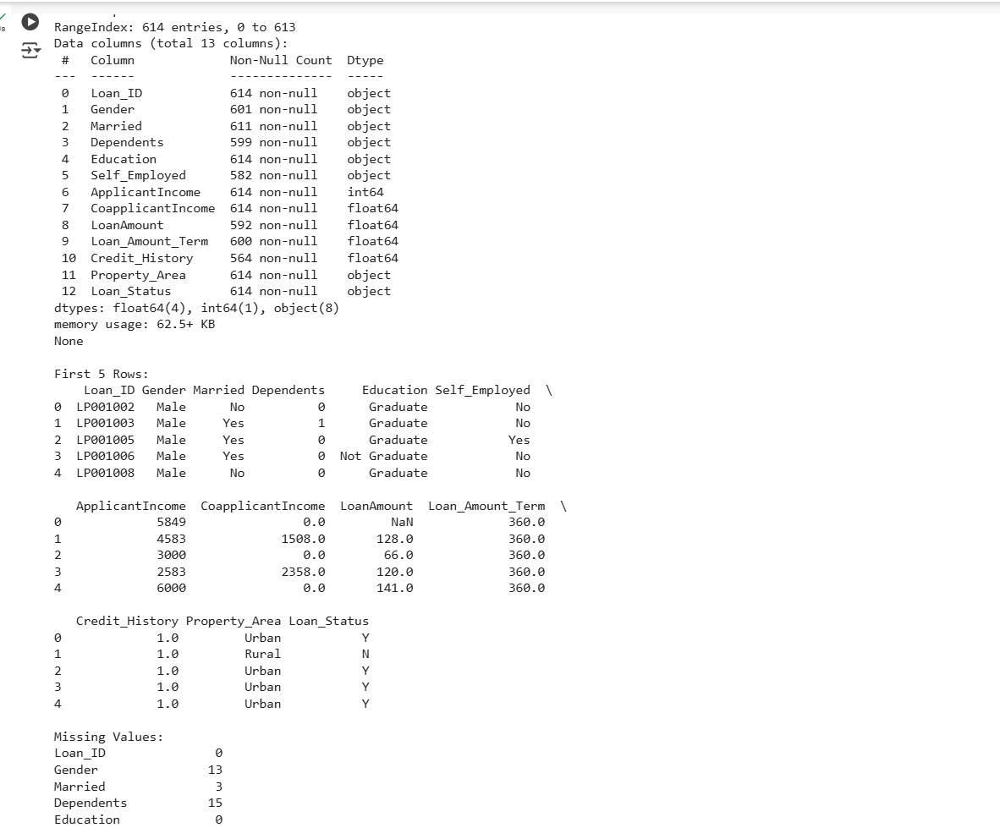 RangeIndex: 614 entries, 0 to 613
Data columns (total 13 columns):
 #   Column             Non-Null Count  Dtype
---  ------             --------------  -----
 0   Loan_ID            614 non-null    object
 1   Gender             601 non-null    object
 2   Married            611 non-null    object
 3   Dependents         599 non-null    object
 4   Education          614 non-null    object
 5   Self_Employed      582 non-null    object
 6   ApplicantIncome    614 non-null    int64
 7   CoapplicantIncome  614 non-null    float64
 8   LoanAmount         592 non-null    float64
 9   Loan_Amount_Term   600 non-null    float64
 10  Credit_History     564 non-null    float64
 11  Property_Area      614 non-null    object
 12  Loan_Status        614 non-null    object
dtypes: float64(4), int64(1), object(8)
memory usage: 62.5+ KB
None

First 5 Rows:
    Loan_ID Gender Married Dependents     Education Self_Employed  \
0  LP001002   Male      No          0      Graduate            No
1  LP001003   Male     Yes          1      Graduate            No
2  LP001005   Male     Yes          0      Graduate           Yes
3  LP001006   Male     Yes          0  Not Graduate            No
4  LP001008   Male      No          0      Graduate            No

   ApplicantIncome  CoapplicantIncome  LoanAmount  Loan_Amount_Term  \
0             5849                0.0         NaN             360.0
1             4583             1508.0       128.0             360.0
2             3000                0.0        66.0             360.0
3             2583             2358.0       120.0             360.0
4             6000                0.0       141.0             360.0

   Credit_History Property_Area Loan_Status
0             1.0         Urban           Y
1             1.0         Rural           N
2             1.0         Urban           Y
3             1.0         Urban           Y
4             1.0         Urban           Y

Missing Values:
Loan_ID               0
Gender               13
Married               3
Dependents           15
Education             0